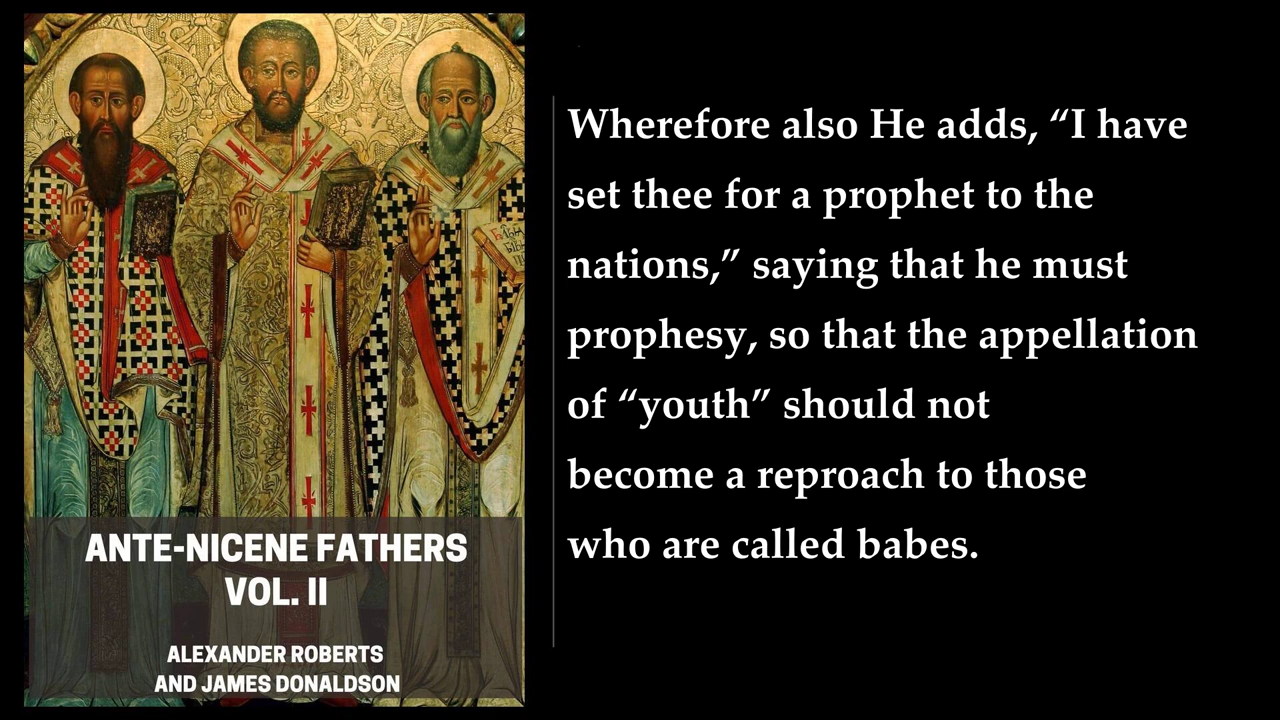 ANTE-NICENE FATHERS
VOL. II
ALEXANDER ROBERTS
AND JAMES DONALDSON
Wherefore also He adds, “I have
set thee for a prophet to the
nations,” saying that he must
prophesy, so that the appellation
of “youth” should not
become a reproach to those
who are called babes.